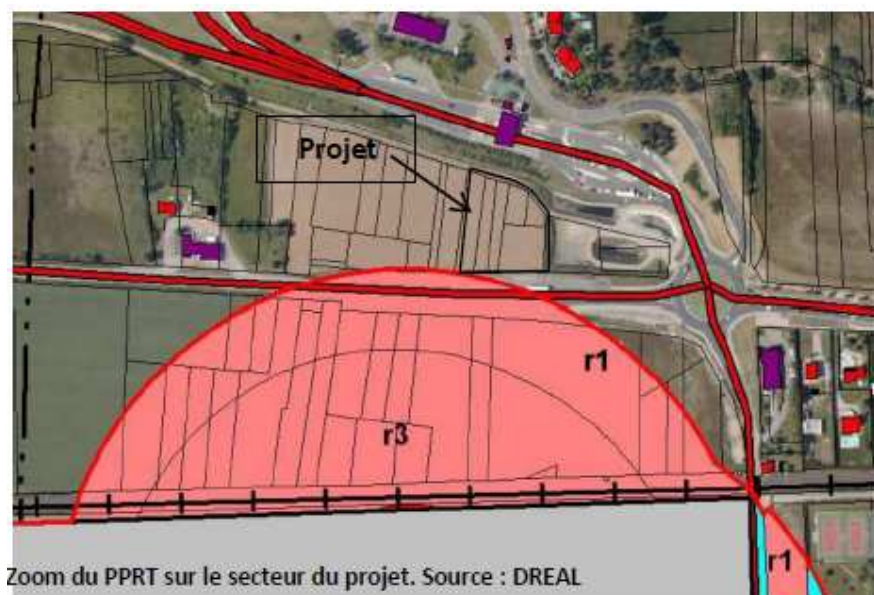 Projet
r1
r3
r1
Zoom du PPRT sur le secteur du projet. Source : DREAL